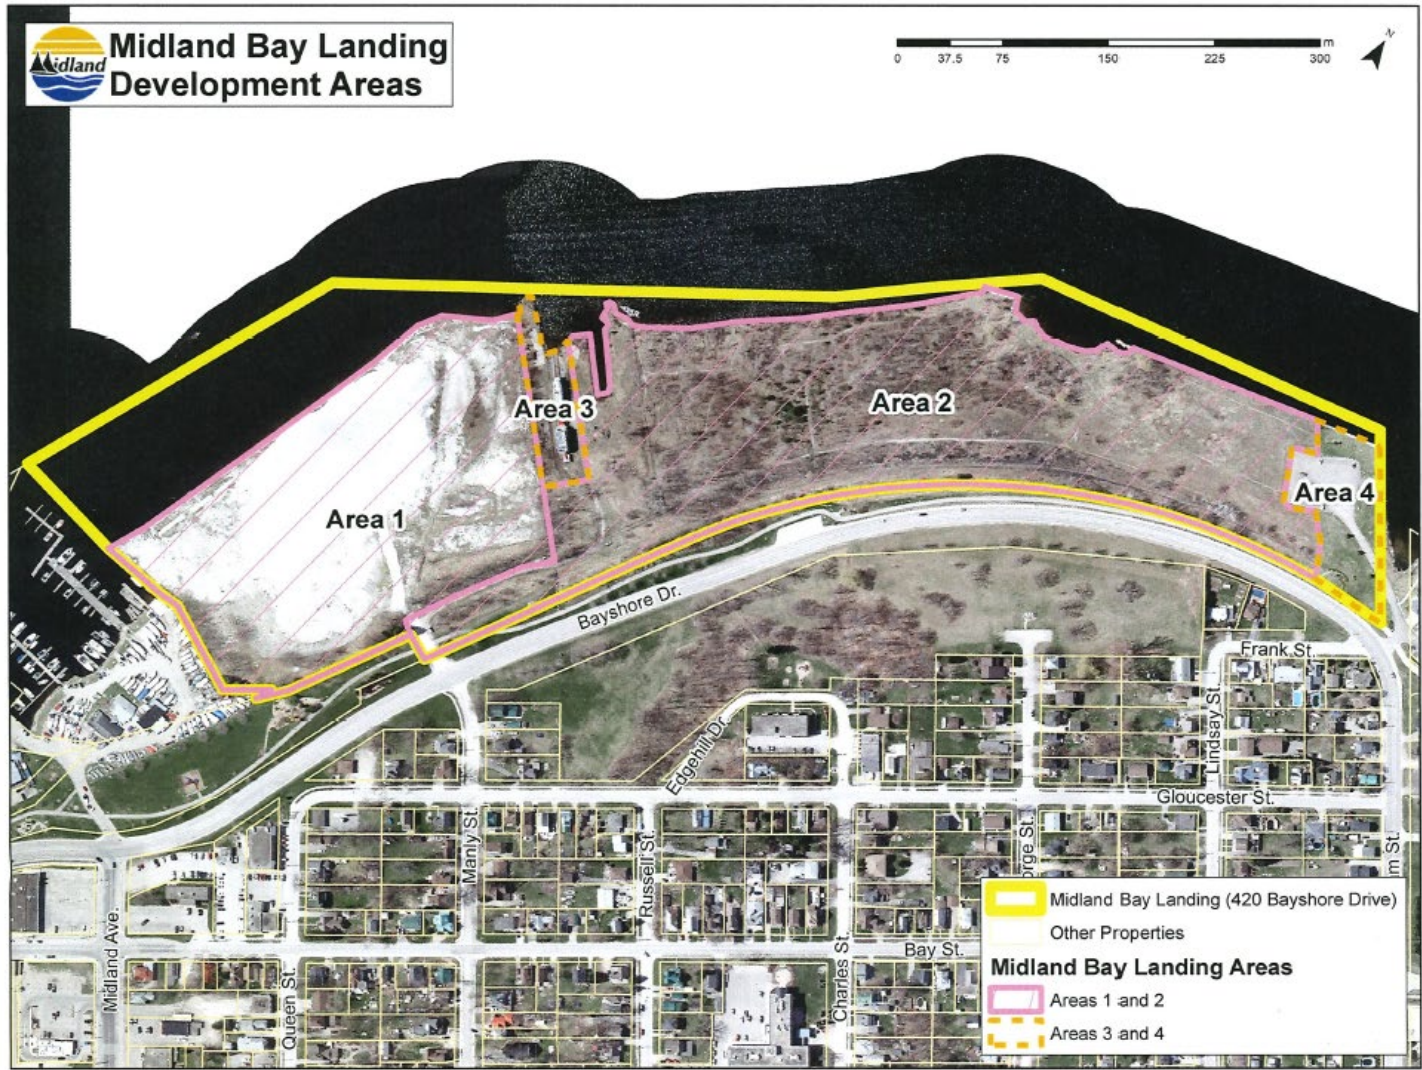 Midland
Midland Bay Landing
Development Areas
0 37.5 75 150 225 300 m
N
Area 3
Area 2
Area 1
Area 4
Bayshore Dr.
Frank St.
Edgehill Dr.
Lindsay St.
Gloucester St.
Manly St.
Russell St.
orge St.
m St.
Midland Ave.
Queen St.
Charles St.
Bay St.
Midland Bay Landing (420 Bayshore Drive)
Other Properties
Midland Bay Landing Areas
Areas 1 and 2
Areas 3 and 4